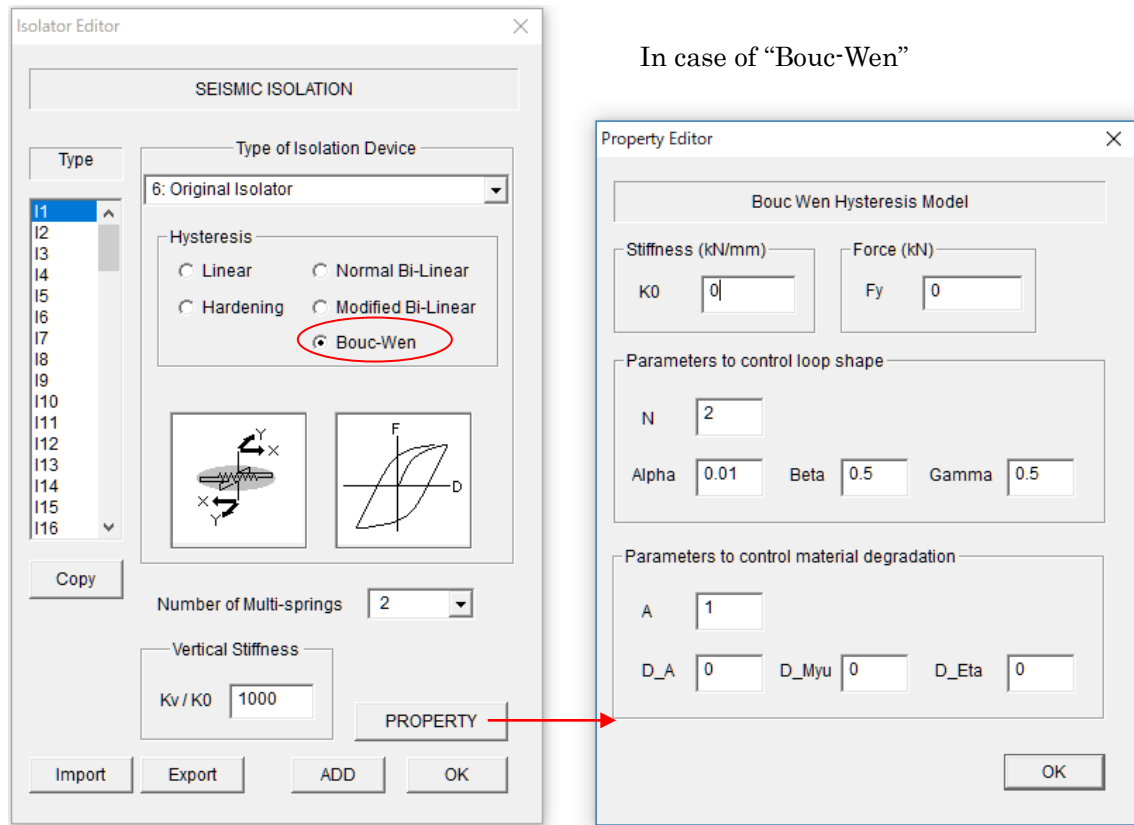 Isolator Editor
SEISMIC ISOLATION
Type
I1
I2
I3
I4
I5
I6
I7
I8
I9
I10
I11
I12
I13
I14
I15
I16
Copy
Type of Isolation Device
6: Original Isolator
Hysteresis
Linear
Normal Bi-Linear
Hardening
Modified Bi-Linear
Bouc-Wen
Y
X
X
Y
F
D
Number of Multi-springs 2
Vertical Stiffness
Kv / K0 1000
PROPERTY
Import
Export
ADD
OK
In case of “Bouc-Wen”
Property Editor
Bouc Wen Hysteresis Model
Stiffness (kN/mm)
K0 0
Force (kN)
Fy 0
Parameters to control loop shape
N 2
Alpha 0.01 Beta 0.5 Gamma 0.5
Parameters to control material degradation
A 1
D_A 0 D_Myu 0 D_Eta 0
OK